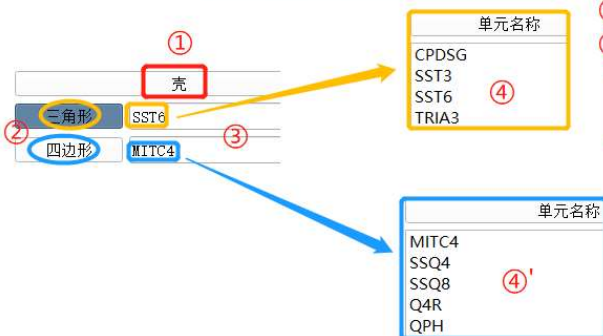 ①
壳
三角形
SST6
②
③
四边形
MITC4
单元名称
CPDSG
SST3
SST6
TRIA3
④
单元名称
MITC4
SSQ4
SSQ8
Q4R
QPH
④'